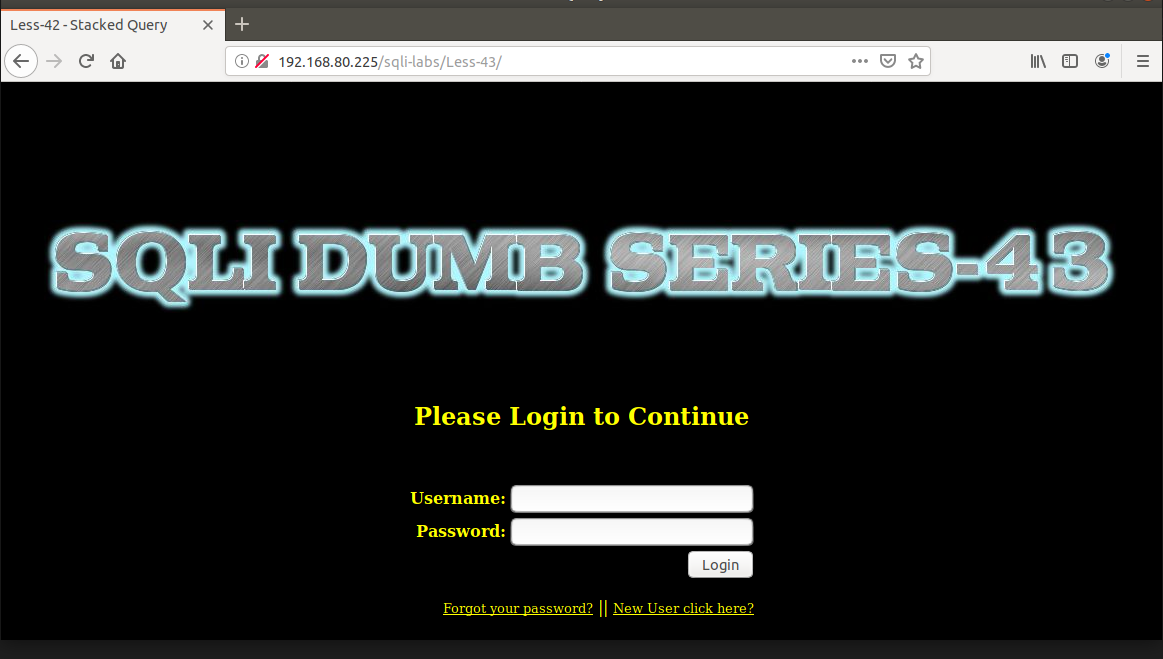 Less-42 - Stacked Query
192.168.80.225/sqli-labs/Less-43/
SQLI DUMB SERIES-43
Please Login to Continue
Username:
Password:
Login
Forgot your password? || New User click here?